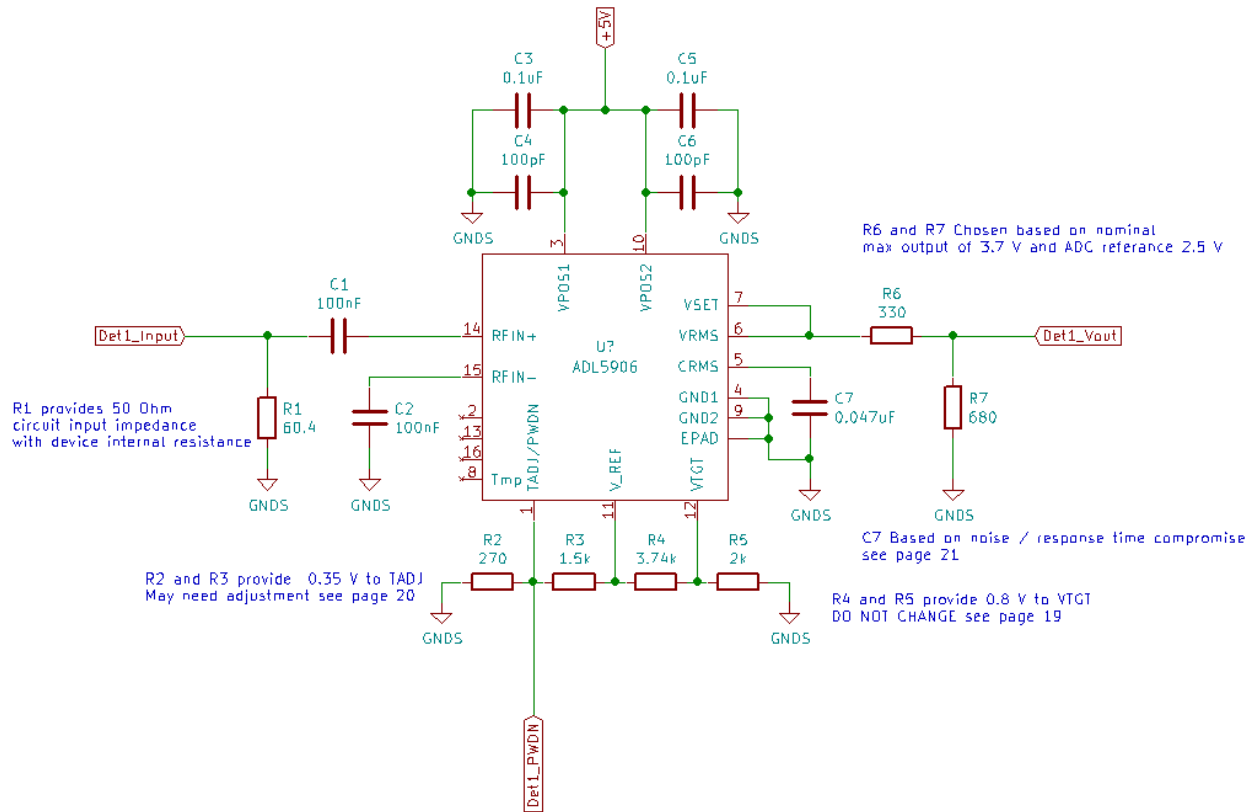 +5V
C3
0.1uF
C5
0.1uF
C4
100pF
C6
100pF
GNDS
GNDS
R6 and R7 Chosen based on nominal
max output of 3.7 V and ADC referance 2.5 V
3
10
VPOS1
VPOS2
C1
100nF
Det1_Input
14
RFIN+
15
RFIN-
U?
ADL5906
VSET
7
VRMS
6
CRMS
5
GND1
4
GND2
9
EPAD
R6
330
Det1_Vout
R1 provides 50 Ohm
circuit input impedance
with device internal resistance
R1
60.4
C2
100nF
2
13
16
8
Tmp
TADJ/PWDN
V_REF
VTGT
C7
0.047uF
R7
680
GNDS
GNDS
GNDS
GNDS
1
11
12
C7 Based on noise / response time compromise
see page 21
R2
270
R3
1.5k
R4
3.74k
R5
2k
R2 and R3 provide  0.35 V to TADJ
May need adjustment see page 20
R4 and R5 provide 0.8 V to VTGT
DO NOT CHANGE see page 19
GNDS
GNDS
Det1_PWDN